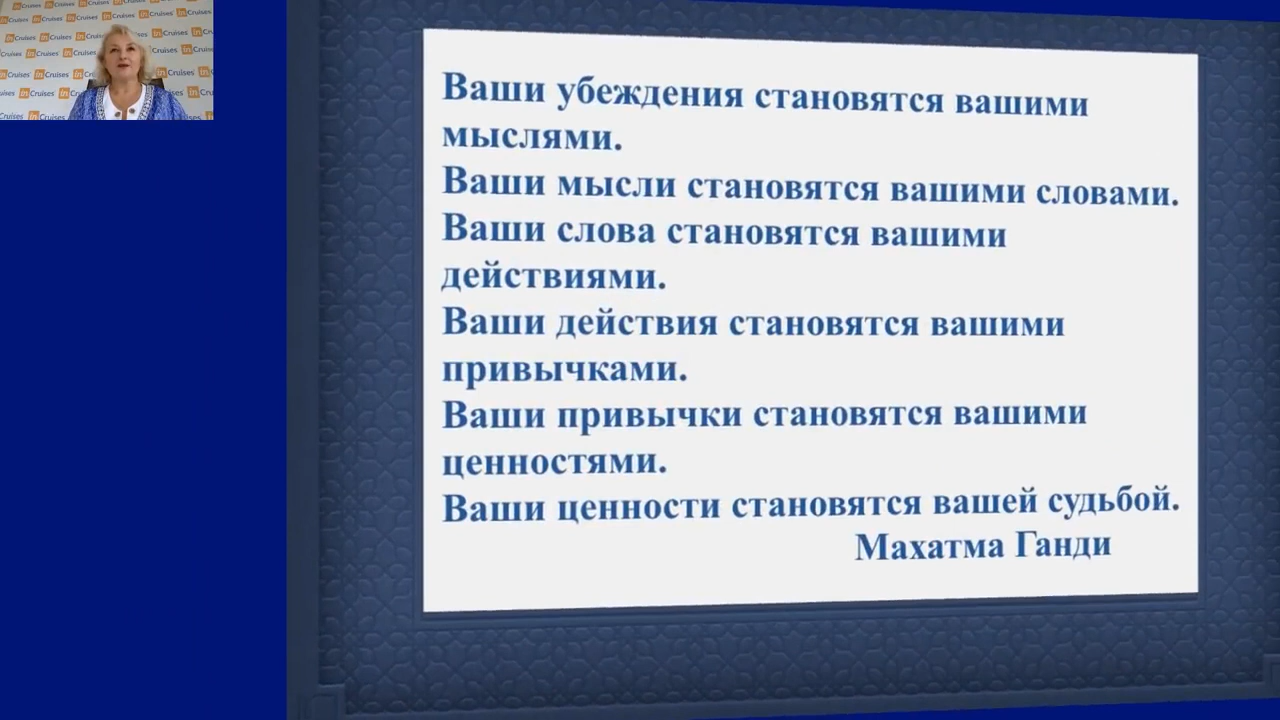 inCruises
Ваши убеждения становятся вашими
мыслями.
Ваши мысли становятся вашими словами.
Ваши слова становятся вашими
действиями.
Ваши действия становятся вашими
привычками.
Ваши привычки становятся вашими
ценностями.
Ваши ценности становятся вашей судьбой.
Махатма Ганди